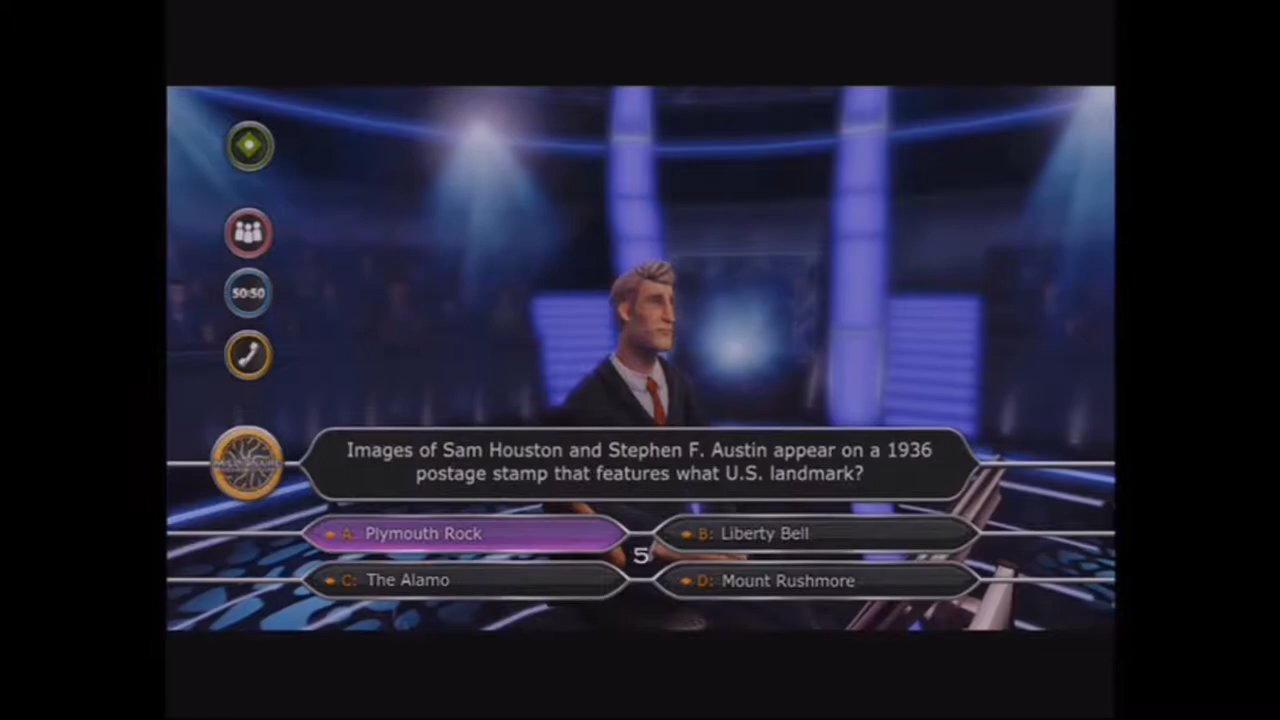 50:50
Images of Sam Houston and Stephen F. Austin appear on a 1936
postage stamp that features what U.S. landmark?
A: Plymouth Rock
B: Liberty Bell
5
C: The Alamo
D: Mount Rushmore